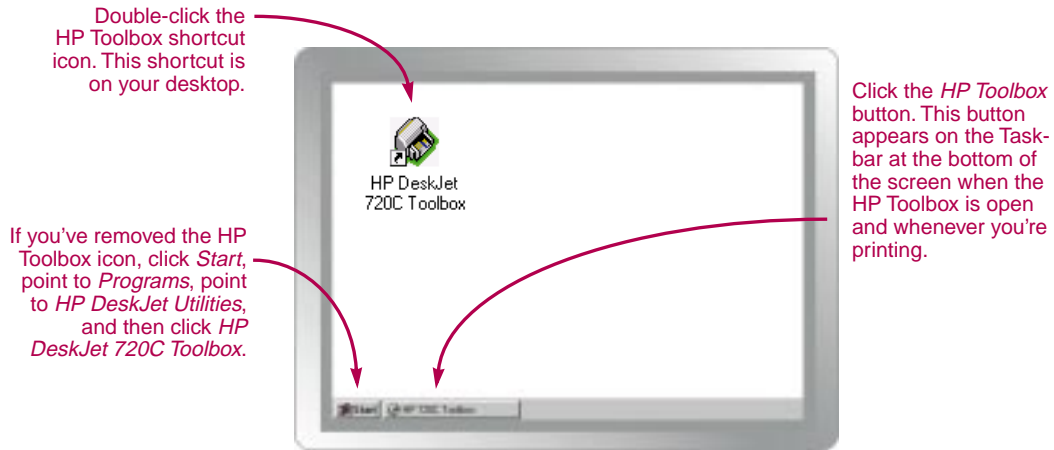 Double-click the
HP Toolbox shortcut
icon. This shortcut is
on your desktop.
HP DeskJet
720C Toolbox
Click the HP Toolbox
button. This button
appears on the Task-
bar at the bottom of
the screen when the
HP Toolbox is open
and whenever you're
printing.
If you've removed the HP
Toolbox icon, click Start,
point to Programs, point
to HP DeskJet Utilities,
and then click HP
DeskJet 720C Toolbox.
Start
HP 720C Toolbox